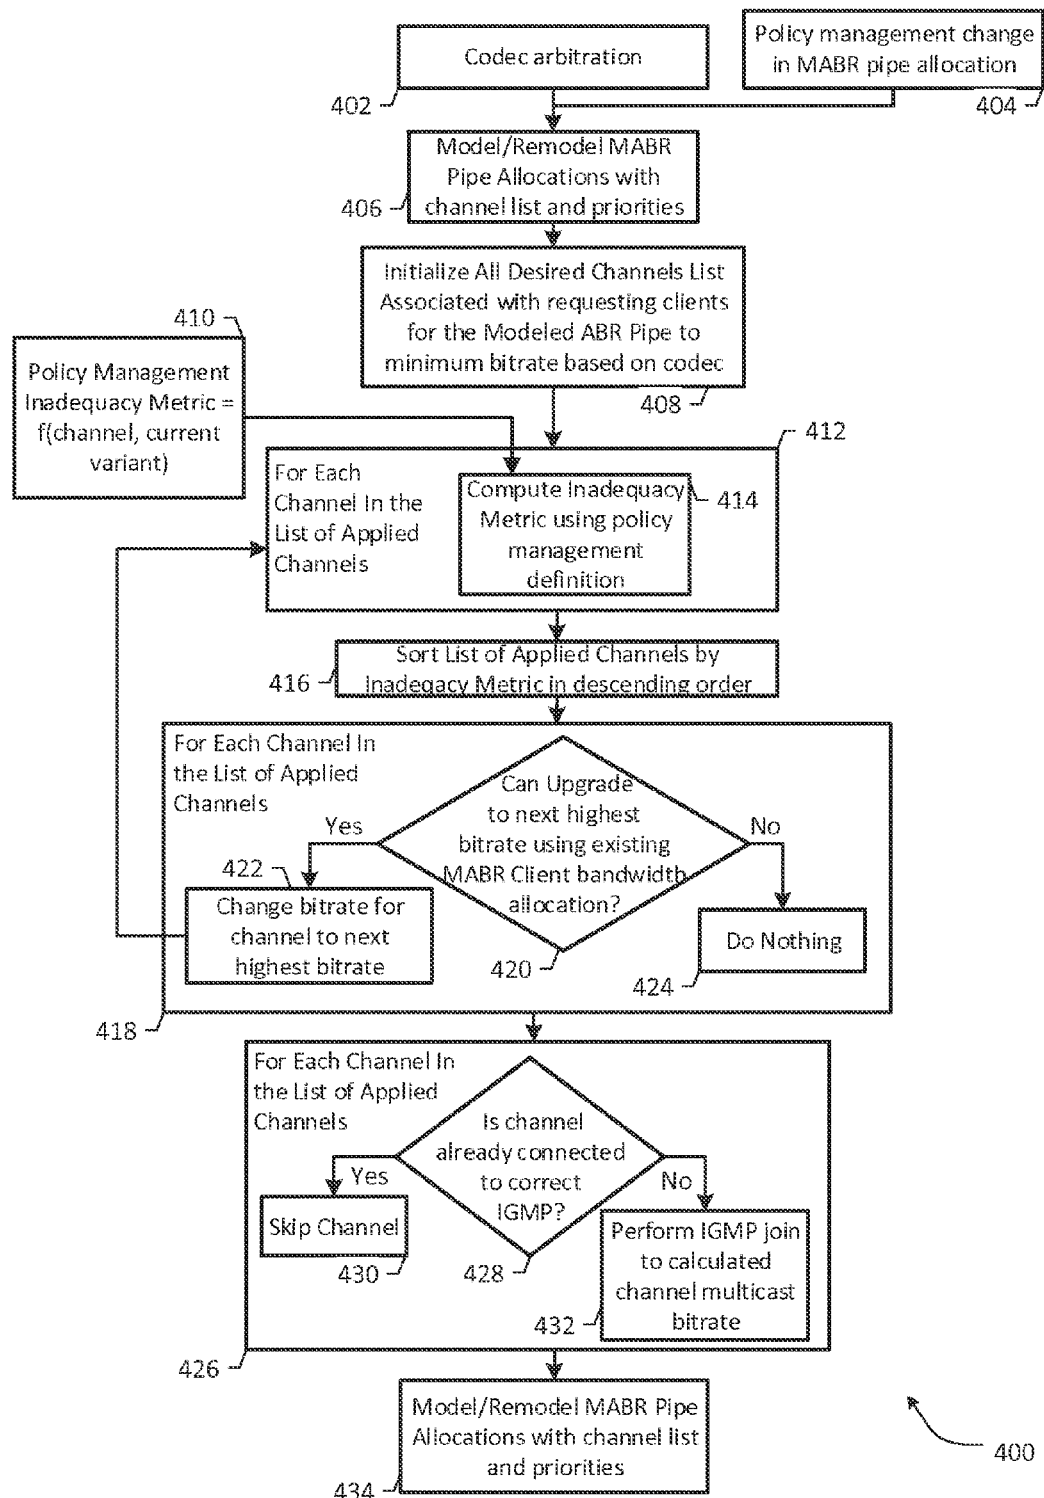 Codec arbitration
402
Policy management change
in MABR pipe allocation
404
Model/Remodel MABR
Pipe Allocations with
channel list and priorities
406
Initialize All Desired Channels List
Associated with requesting clients
for the Modeled ABR Pipe to
minimum bitrate based on codec
408
410
Policy Management
Inadequacy Metric =
f(channel, current
variant)
412
For Each
Channel In the
List of Applied
Channels
Compute Inadequacy
Metric using policy
management
definition
414
Sort List of Applied Channels by
Inadeqacy Metric in descending order
416
For Each Channel In
the List of Applied
Channels
Can Upgrade
to next highest
bitrate using existing
MABR Client bandwidth
allocation?
420
Yes
No
422
Change bitrate for
channel to next
highest bitrate
Do Nothing
424
418
For Each Channel In
the List of Applied
Channels
Is channel
already connected
to correct
IGMP?
428
Yes
No
Skip Channel
430
Perform IGMP join
to calculated
channel multicast
bitrate
432
426
Model/Remodel MABR Pipe
Allocations with channel list
and priorities
434
400